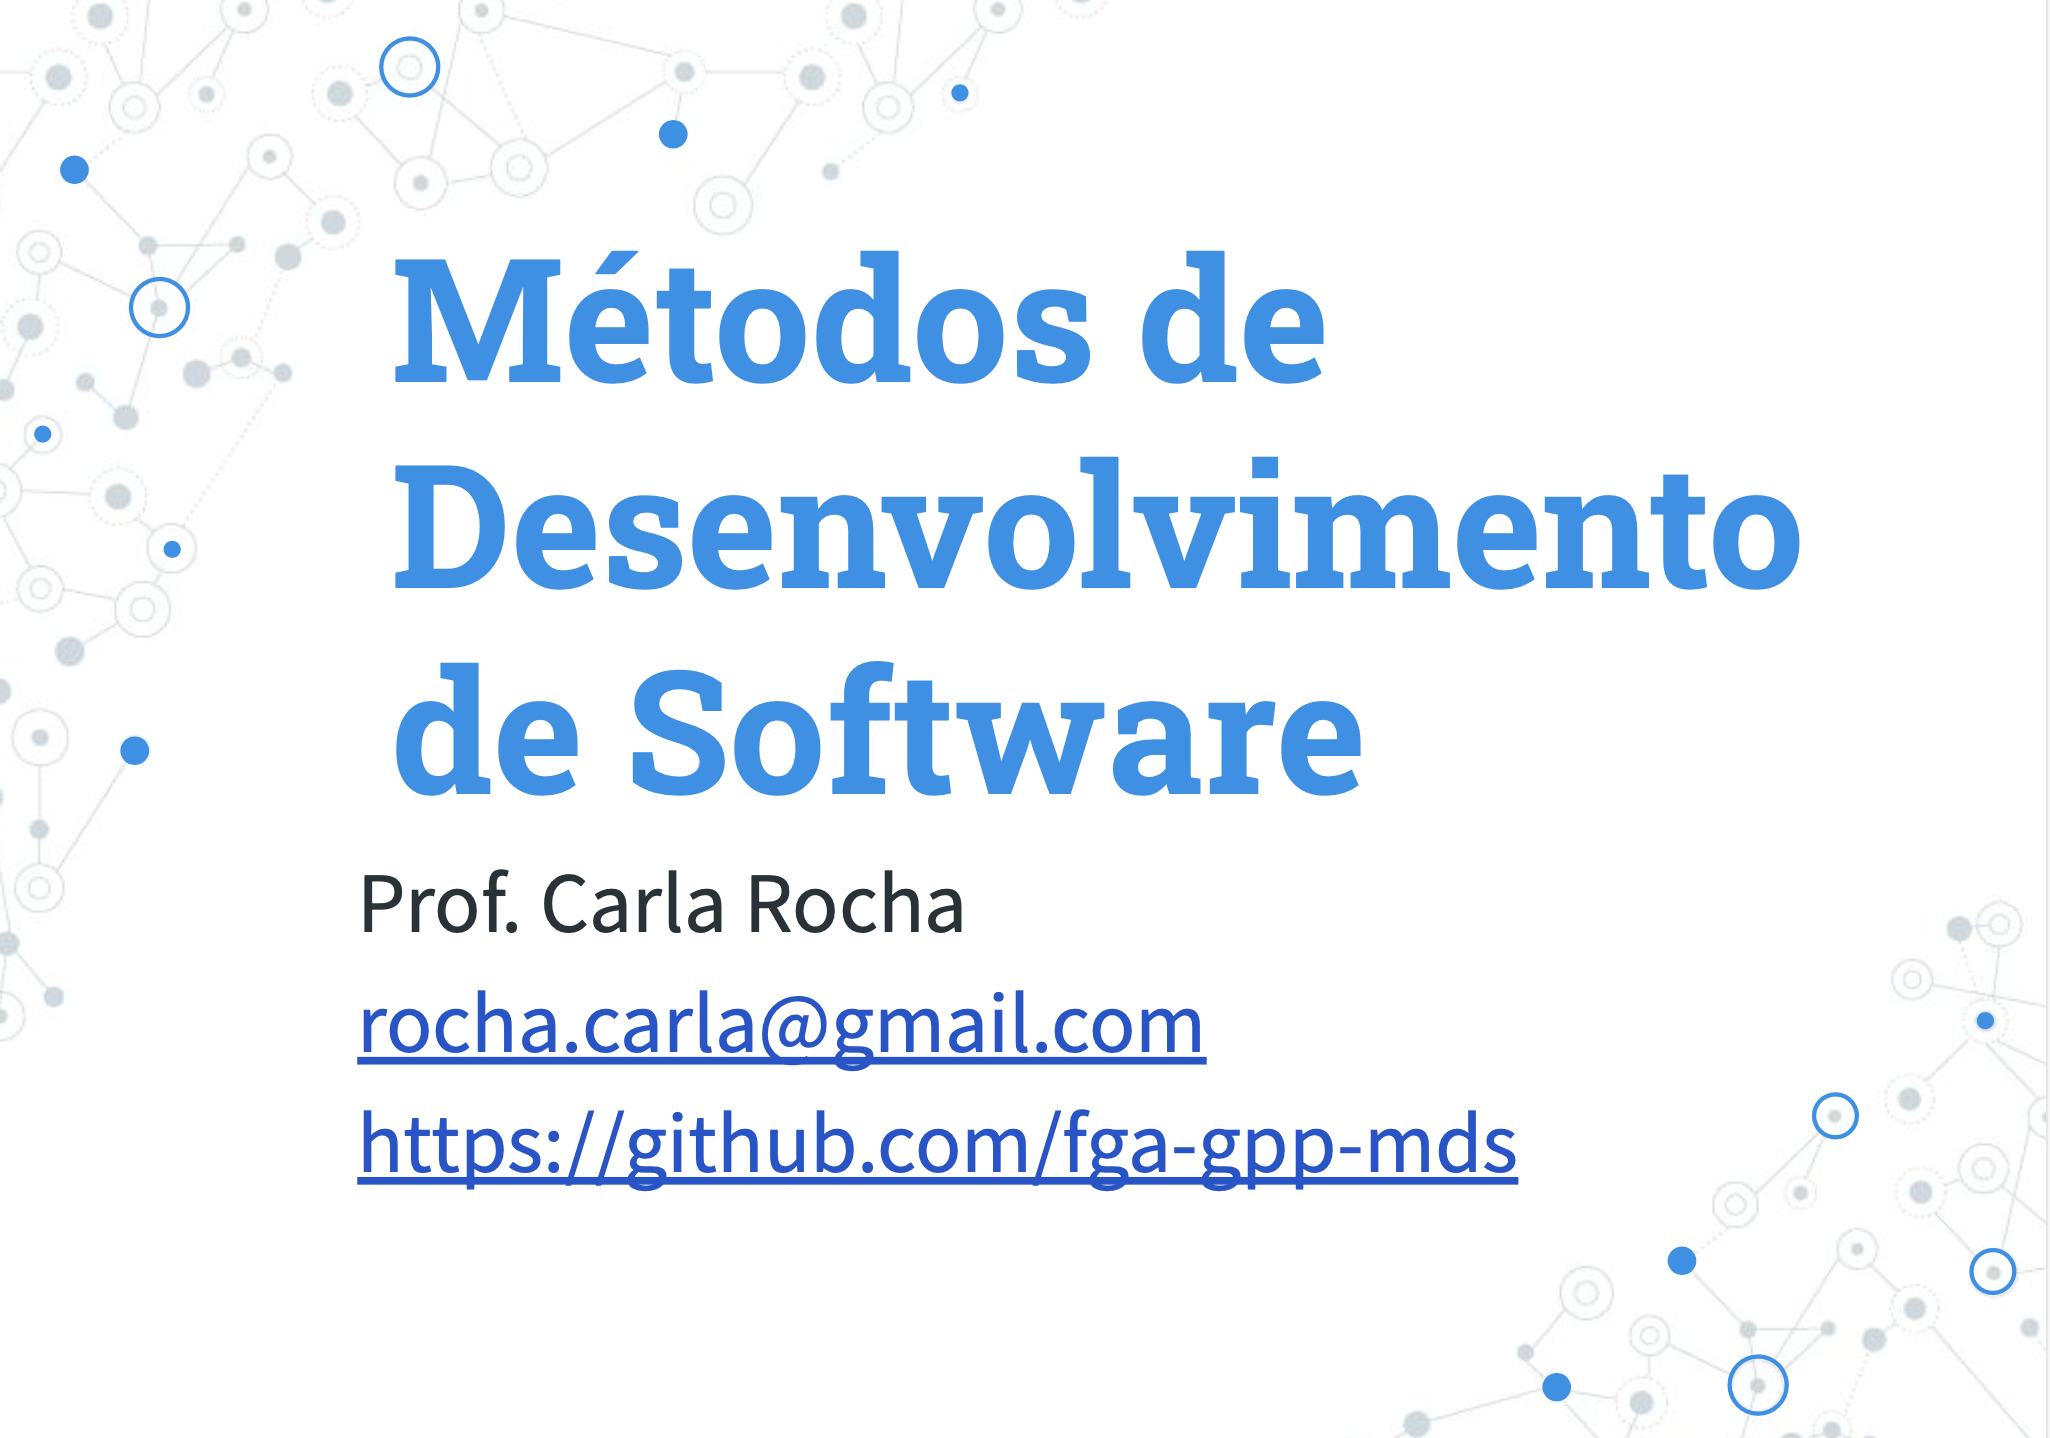 Métodos de
Desenvolvimento
de Software
Prof. Carla Rocha
rocha.carla@gmail.com
https://github.com/fga-gpp-mds